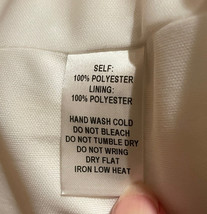 SELF:
100% POLYESTER
LINING:
100% POLYESTER
HAND WASH COLD
DO NOT BLEACH
DO NOT TUMBLE DRY
DO NOT WRING
DRY FLAT
IRON LOW HEAT